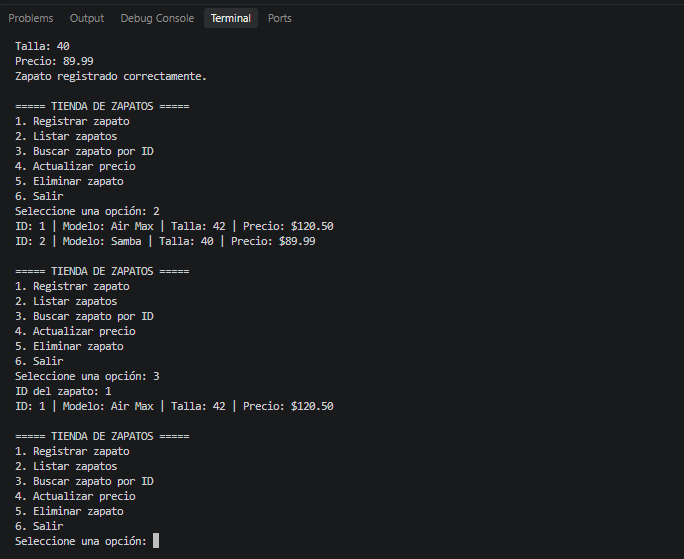 Problems Output Debug Console Terminal Ports
Talla: 40
Precio: 89.99
Zapato registrado correctamente.
===== TIENDA DE ZAPATOS =====
1. Registrar zapato
2. Listar zapatos
3. Buscar zapato por ID
4. Actualizar precio
5. Eliminar zapato
6. Salir
Seleccione una opción: 2
ID: 1 | Modelo: Air Max | Talla: 42 | Precio: $120.50
ID: 2 | Modelo: Samba | Talla: 40 | Precio: $89.99
===== TIENDA DE ZAPATOS =====
1. Registrar zapato
2. Listar zapatos
3. Buscar zapato por ID
4. Actualizar precio
5. Eliminar zapato
6. Salir
Seleccione una opción: 3
ID del zapato: 1
ID: 1 | Modelo: Air Max | Talla: 42 | Precio: $120.50
===== TIENDA DE ZAPATOS =====
1. Registrar zapato
2. Listar zapatos
3. Buscar zapato por ID
4. Actualizar precio
5. Eliminar zapato
6. Salir
Seleccione una opción: